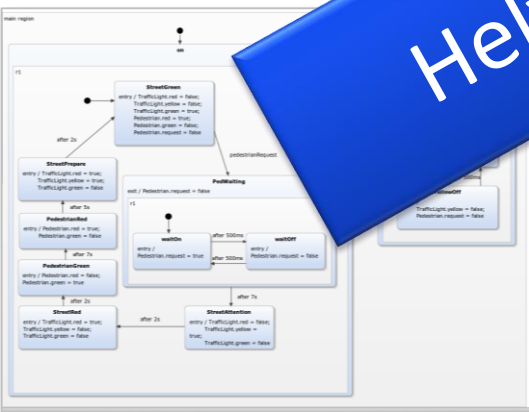 main region
on
Hel
r1
StreetGreen
entry / TrafficLight.red = false;
TrafficLight.yellow = false;
TrafficLight.green = true;
Pedestrian.red = true;
Pedestrian.green = false;
Pedestrian.request = false
after 2s
pedestrianRequest
StreetPrepare
entry / TrafficLight.red = true;
TrafficLight.yellow = true;
TrafficLight.green = false
after 5s
PedestrianRed
entry / Pedestrian.red = true;
Pedestrian.green = false
after 7s
PedestrianGreen
entry / Pedestrian.red = false;
Pedestrian.green = true
after 2s
StreetRed
entry / TrafficLight.red = true;
TrafficLight.yellow = false;
TrafficLight.green = false
after 2s
PedWaiting
exit / Pedestrian.request = false
r1
waitOn
entry /
Pedestrian.request = true
after 500ms
after 500ms
waitOff
entry /
Pedestrian.request = false
after 7s
StreetAttention
entry / TrafficLight.red = false;
TrafficLight.yellow =
true;
TrafficLight.green = false
TrafficLight.yellow = false;
Pedestrian.request = false